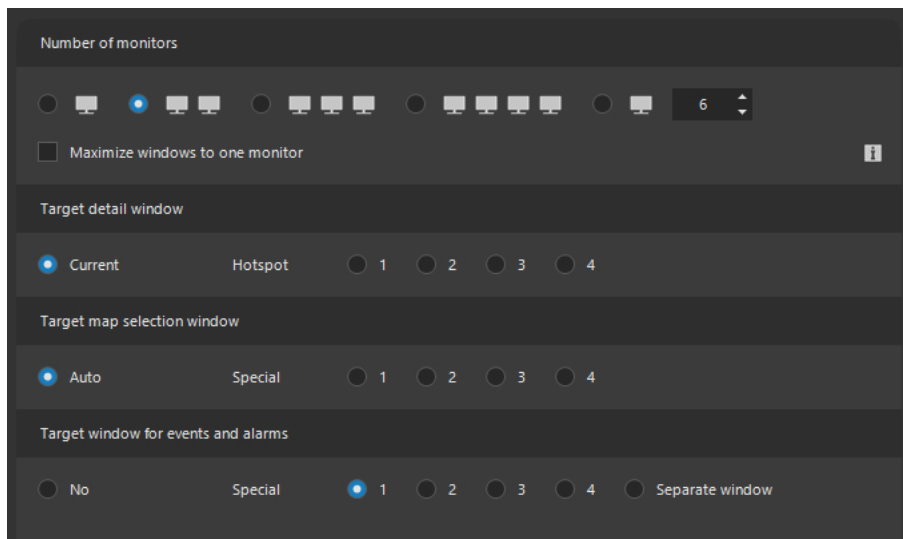 Number of monitors
6
Maximize windows to one monitor
i
Target detail window
Current Hotspot 1 2 3 4
Target map selection window
Auto Special 1 2 3 4
Target window for events and alarms
No Special 1 2 3 4 Separate window